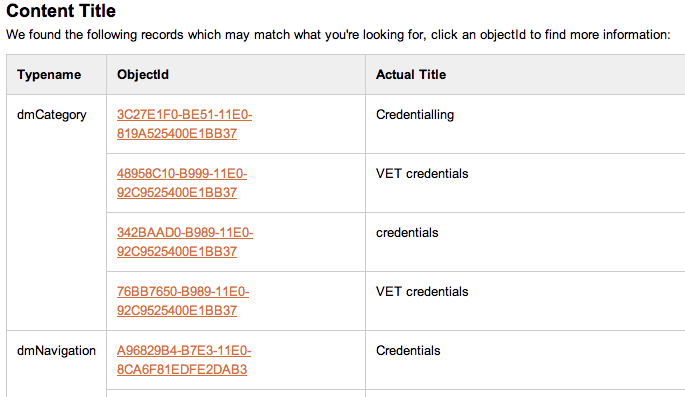 Content Title
We found the following records which may match what you're looking for, click an objectId to find more information:
Typename ObjectId Actual Title
dmCategory 3C27E1F0-BE51-11E0- Credentialling
819A525400E1BB37
48958C10-B999-11E0- VET credentials
92C9525400E1BB37
342BAAD0-B989-11E0- credentials
92C9525400E1BB37
76BB7650-B989-11E0- VET credentials
92C9525400E1BB37
dmNavigation A96829B4-B7E3-11E0- Credentials
8CA6F81EDFE2DAB3